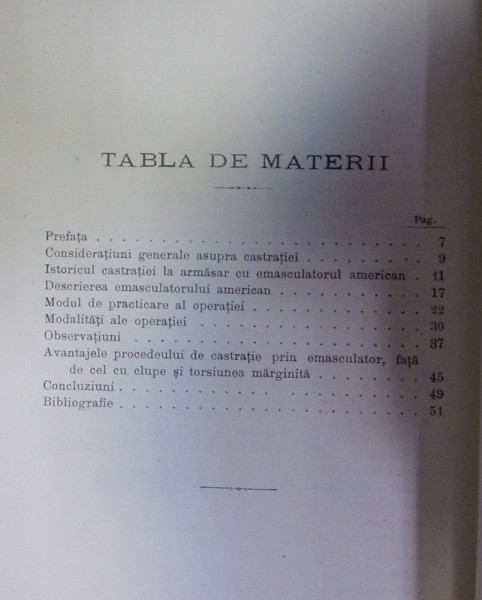 TABLA DE MATERII
Pag.
Prefața . . . . . . . . . . . . . . . . . . . . . . . 7
Considerațiuni generale asupra castrației . . . . . . . . . . 9
Istoricul castrației la armăsar cu emasculatorul american . 11
Descrierea emasculatorului american . . . . . . . . . . . 17
Modul de practicare al operației . . . . . . . . . . . . . 22
Modalități ale operației . . . . . . . . . . . . . . . . . 30
Observațiuni . . . . . . . . . . . . . . . . . . . . . 37
Avantajele procedeului de castrație prin emasculator, față
de cel cu clupe și torsiunea mărginită . . . . . . . . 45
Concluziuni . . . . . . . . . . . . . . . . . . . . . . 49
Bibliografie . . . . . . . . . . . . . . . . . . . . . . 51